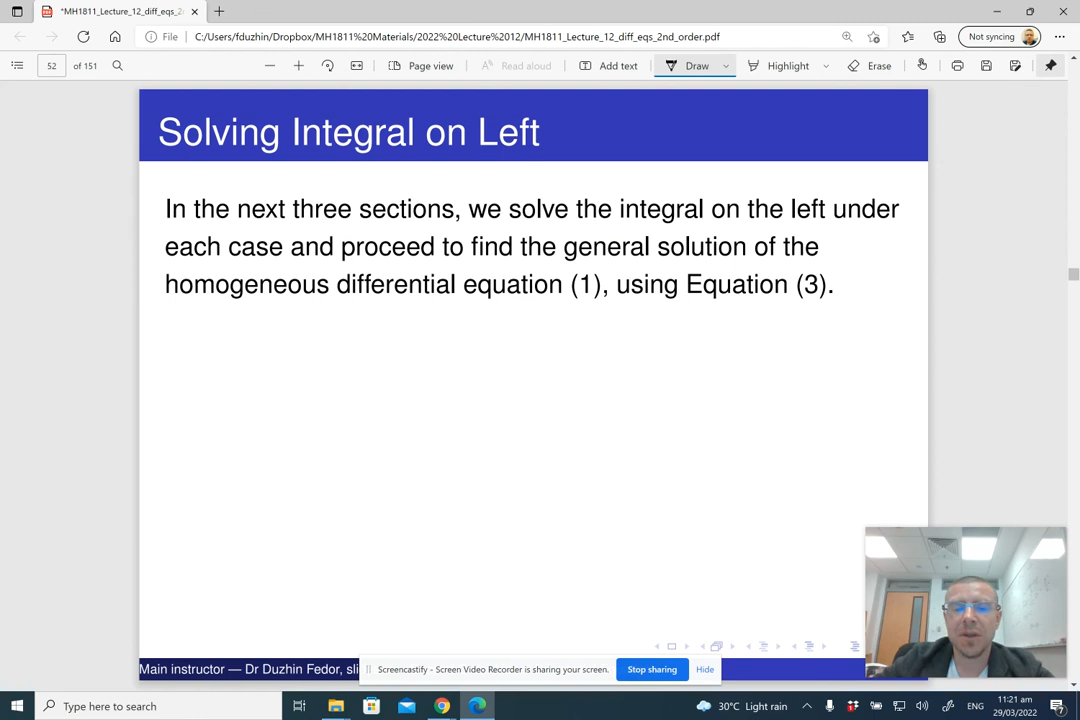 *MH1811_Lecture_12_diff_eqs_2
File C:/Users/fduzhin/Dropbox/MH1811%20Materials/2022%20Lecture%2012/MH1811_Lecture_12_diff_eqs_2nd_order.pdf Not syncing
52 of 151 Page view Read aloud Add text Draw Highlight Erase
Solving Integral on Left
In the next three sections, we solve the integral on the left under
each case and proceed to find the general solution of the
homogeneous differential equation (1), using Equation (3).
Main instructor — Dr Duzhin Fedor, sli
Screencastify - Screen Video Recorder is sharing your screen. Stop sharing Hide
Type here to search 30°C Light rain ENG 11:21 am
29/03/2022 7